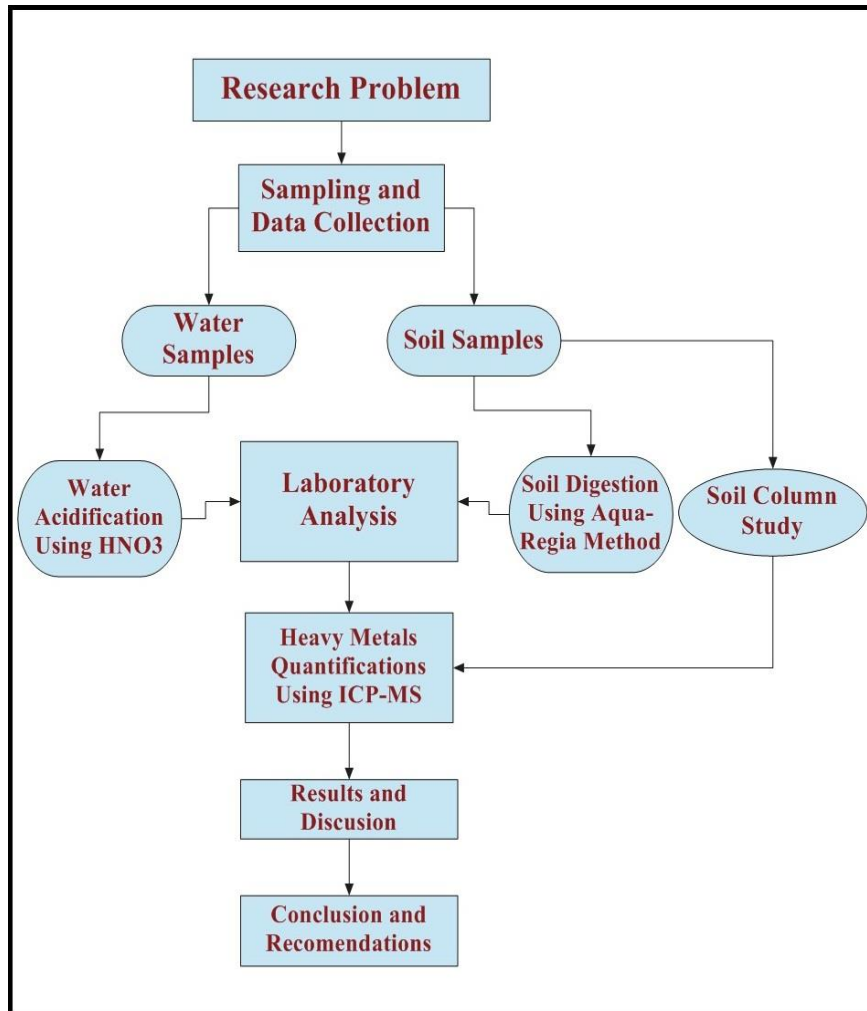 Research Problem
Sampling and
Data Collection
Water
Samples
Soil Samples
Water
Acidification
Using HNO3
Laboratory
Analysis
Soil Digestion
Using Aqua-
Regia Method
Soil Column
Study
Heavy Metals
Quantifications
Using ICP-MS
Results and
Discusion
Conclusion and
Recomendations